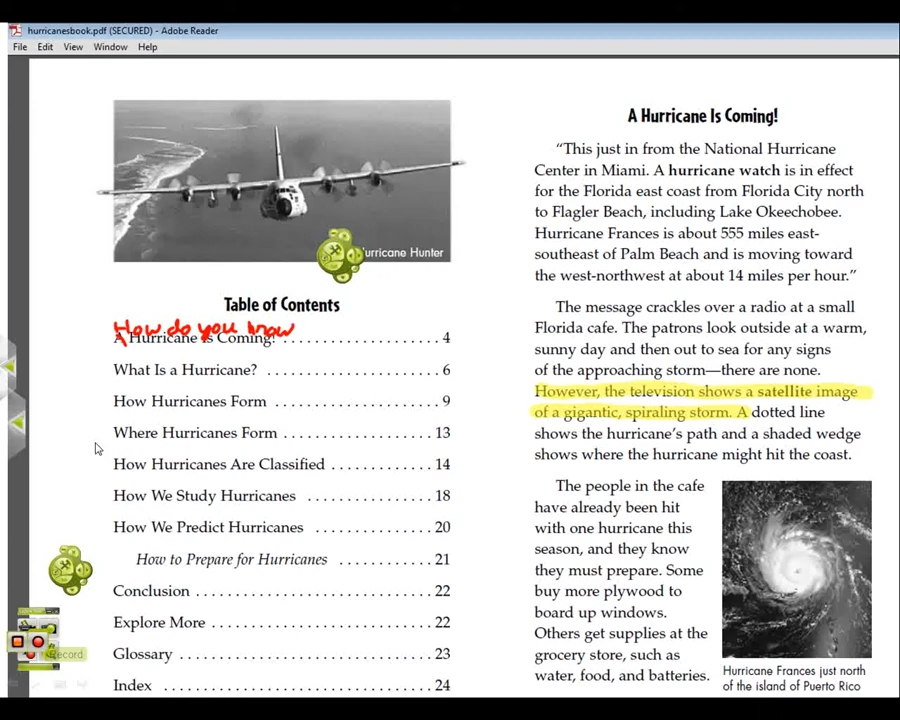 hurricanesbook.pdf (SECURED) - Adobe Reader
File Edit View Window Help
urricane Hunter
Table of Contents
How do you know
A Hurricane Is Coming! . . . . . . . . . . . . . . . . . . . 4
What Is a Hurricane? . . . . . . . . . . . . . . . . . . . . . 6
How Hurricanes Form . . . . . . . . . . . . . . . . . . . . 9
Where Hurricanes Form . . . . . . . . . . . . . . . . . . 13
How Hurricanes Are Classified . . . . . . . . . . . . 14
How We Study Hurricanes . . . . . . . . . . . . . . . 18
How We Predict Hurricanes . . . . . . . . . . . . . . 20
How to Prepare for Hurricanes . . . . . . . . . . . 21
Conclusion . . . . . . . . . . . . . . . . . . . . . . . . . . . . 22
Explore More . . . . . . . . . . . . . . . . . . . . . . . . . . 22
Glossary . . . . . . . . . . . . . . . . . . . . . . . . . . . . . . 23
Index . . . . . . . . . . . . . . . . . . . . . . . . . . . . . . . 24
Record
A Hurricane Is Coming!
“This just in from the National Hurricane
Center in Miami. A hurricane watch is in effect
for the Florida east coast from Florida City north
to Flagler Beach, including Lake Okeechobee.
Hurricane Frances is about 555 miles east-
southeast of Palm Beach and is moving toward
the west-northwest at about 14 miles per hour.”
The message crackles over a radio at a small
Florida cafe. The patrons look outside at a warm,
sunny day and then out to sea for any signs
of the approaching storm—there are none.
However, the television shows a satellite image
of a gigantic, spiraling storm. A dotted line
shows the hurricane’s path and a shaded wedge
shows where the hurricane might hit the coast.
The people in the cafe
have already been hit
with one hurricane this
season, and they know
they must prepare. Some
buy more plywood to
board up windows.
Others get supplies at the
grocery store, such as
water, food, and batteries.
Hurricane Frances just north
of the island of Puerto Rico